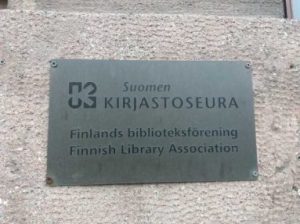 Suomen
KIRJASTOSEURA
Finlands biblioteksförening
Finnish Library Association